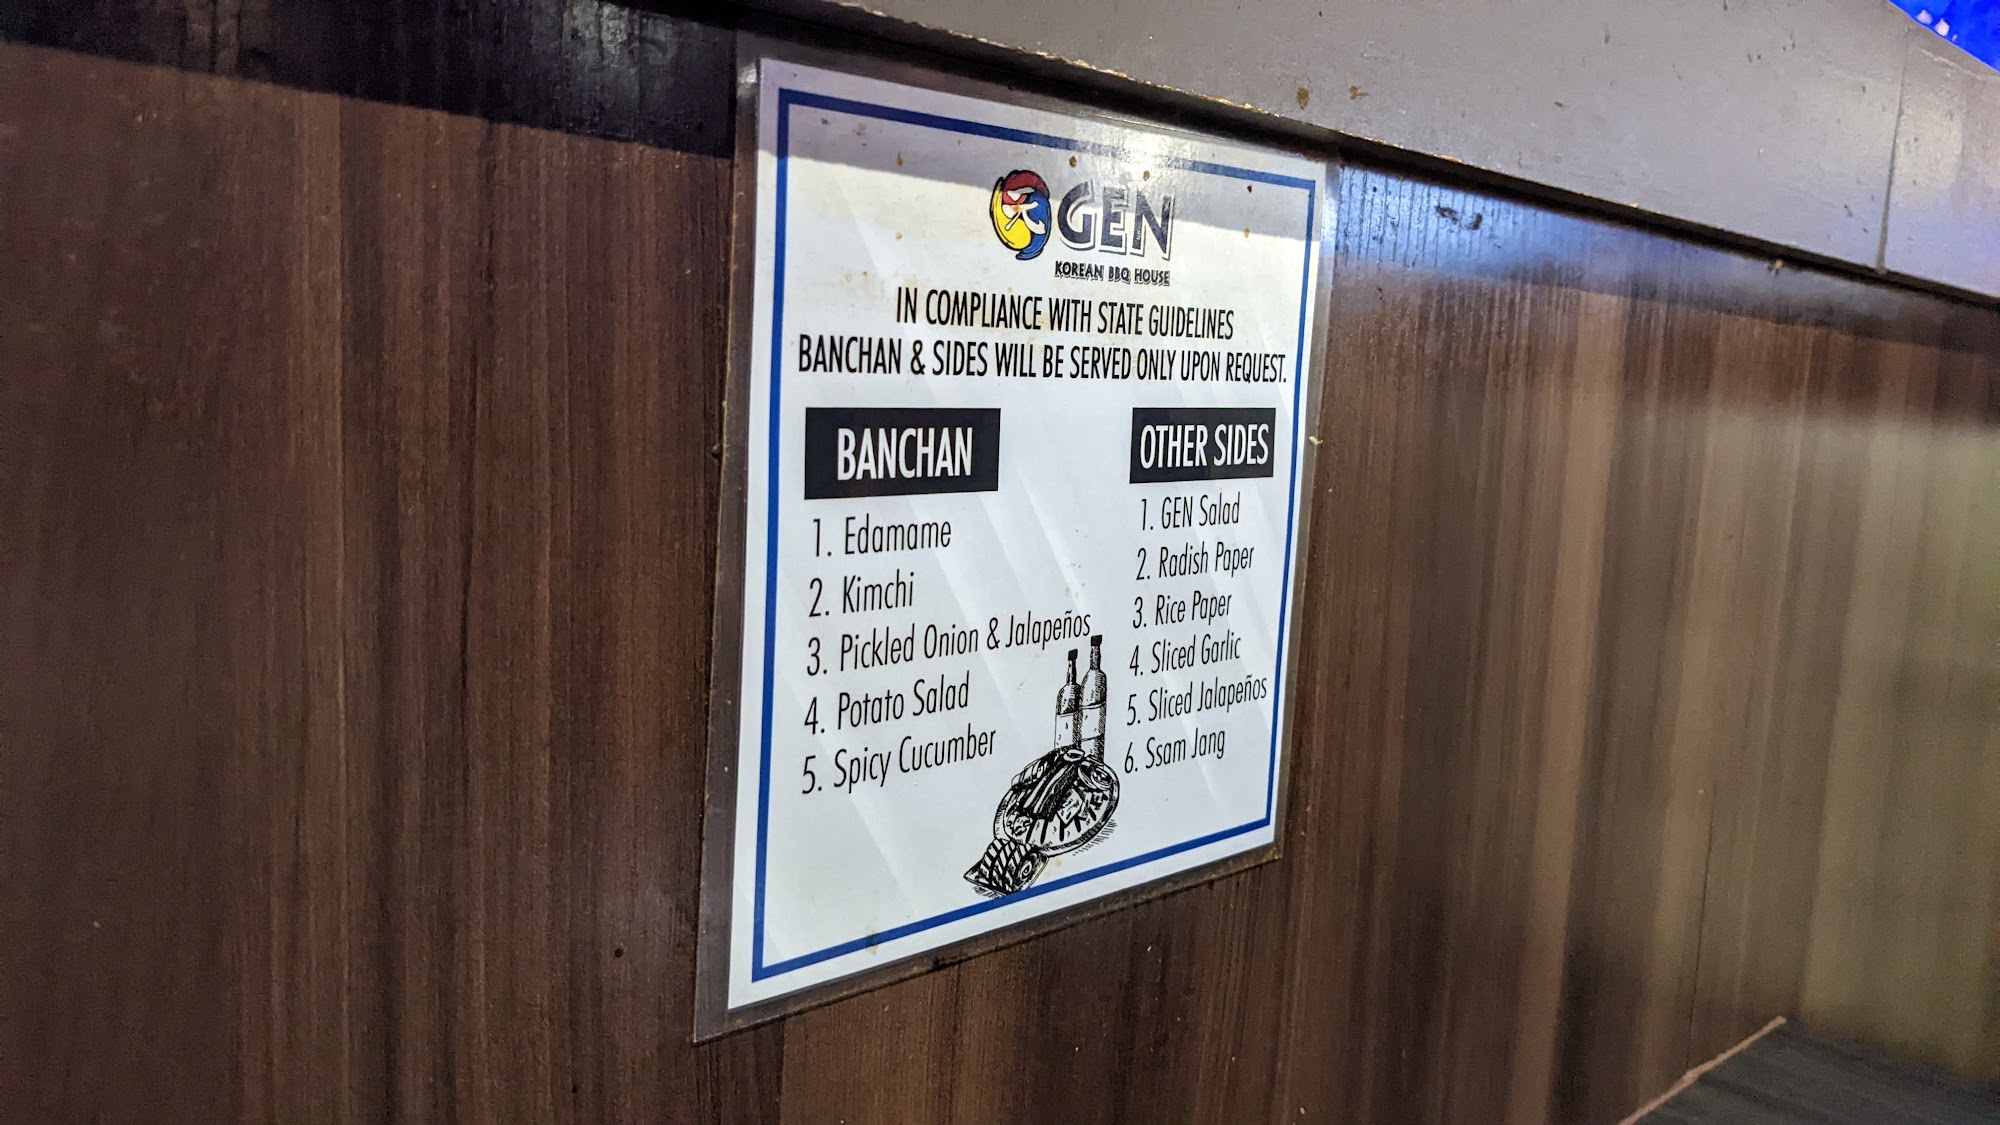 天 GEN
KOREAN BBQ HOUSE
IN COMPLIANCE WITH STATE GUIDELINES
BANCHAN & SIDES WILL BE SERVED ONLY UPON REQUEST.
BANCHAN
1. Edamame
2. Kimchi
3. Pickled Onion & Jalapeños
4. Potato Salad
5. Spicy Cucumber
OTHER SIDES
1. GEN Salad
2. Radish Paper
3. Rice Paper
4. Sliced Garlic
5. Sliced Jalapeños
6. Ssam Jang